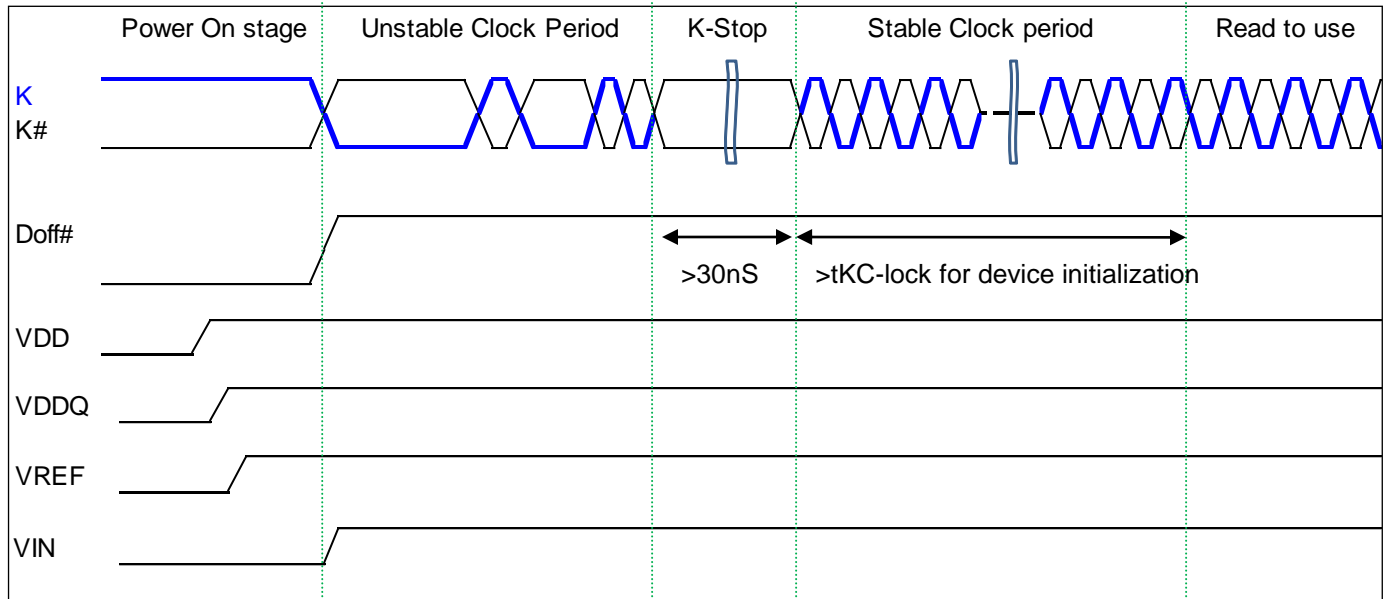 Power On stage Unstable Clock Period K-Stop Stable Clock period Read to use
K
K#
Doff#
>30nS >tKC-lock for device initialization
VDD
VDDQ
VREF
VIN